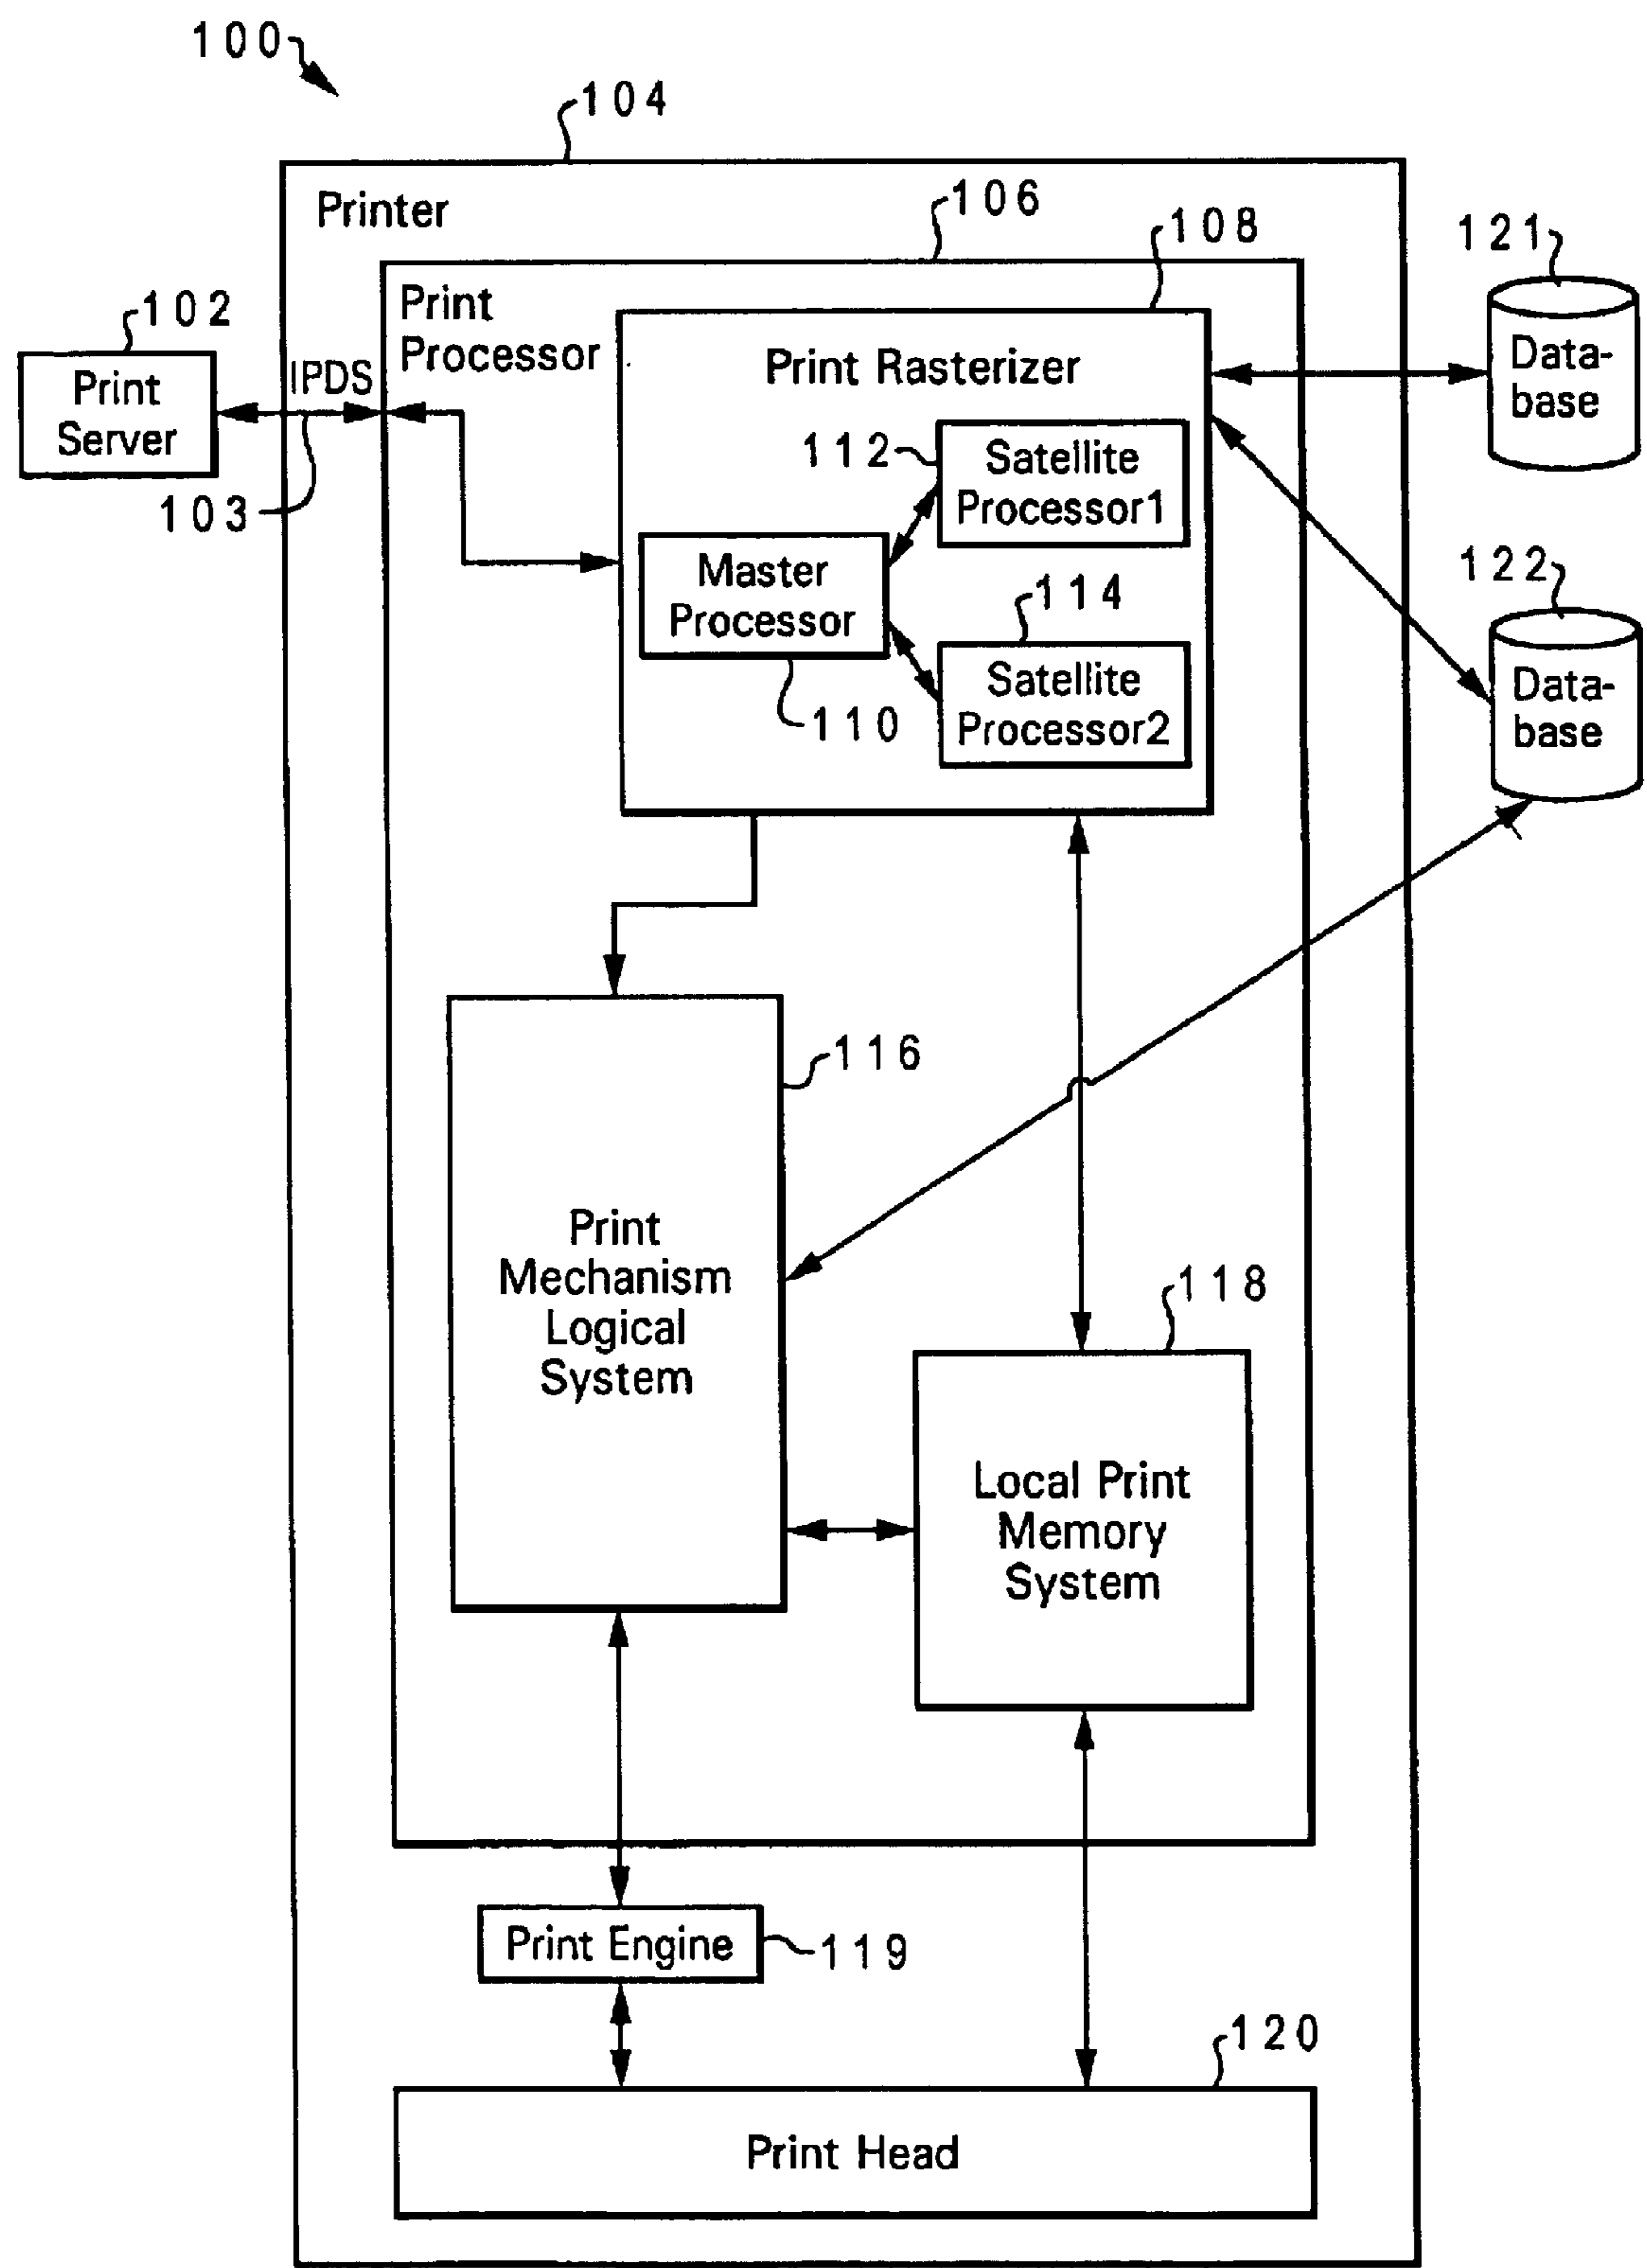 100
104
Printer
106
108
121
Print
Processor
102
Print Rasterizer
Data-
base
IPDS
Print
Server
112
Satellite
Processor1
103
Master
Processor
122
114
110
Satellite
Processor2
Data-
base
116
Print
Mechanism
Logical
System
118
Local Print
Memory
System
Print Engine
119
120
Print Head